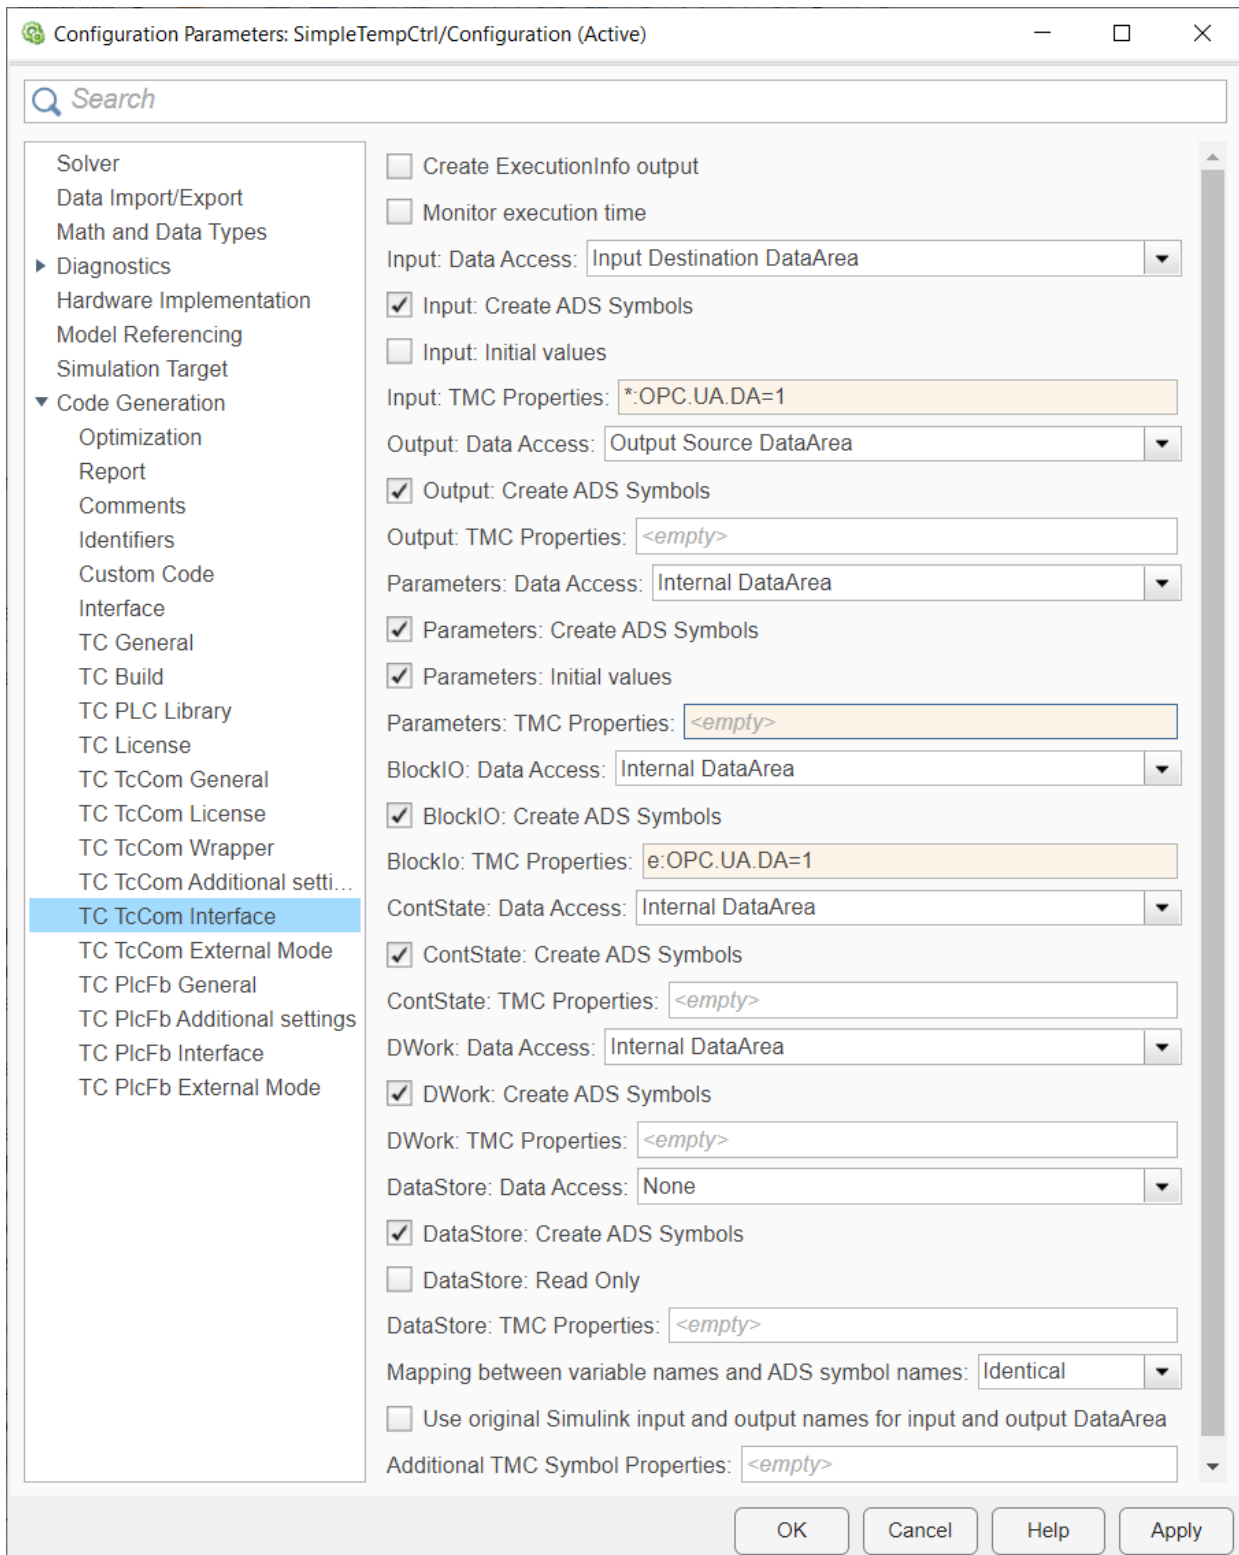 Configuration Parameters: SimpleTempCtrl/Configuration (Active)
Search
Solver
Data Import/Export
Math and Data Types
Diagnostics
Hardware Implementation
Model Referencing
Simulation Target
Code Generation
Optimization
Report
Comments
Identifiers
Custom Code
Interface
TC General
TC Build
TC PLC Library
TC License
TC TcCom General
TC TcCom License
TC TcCom Wrapper
TC TcCom Additional setti...
TC TcCom Interface
TC TcCom External Mode
TC PlcFb General
TC PlcFb Additional settings
TC PlcFb Interface
TC PlcFb External Mode
Create ExecutionInfo output
Monitor execution time
Input: Data Access: Input Destination DataArea
Input: Create ADS Symbols
Input: Initial values
Input: TMC Properties: *:OPC.UA.DA=1
Output: Data Access: Output Source DataArea
Output: Create ADS Symbols
Output: TMC Properties: <empty>
Parameters: Data Access: Internal DataArea
Parameters: Create ADS Symbols
Parameters: Initial values
Parameters: TMC Properties: <empty>
BlockIO: Data Access: Internal DataArea
BlockIO: Create ADS Symbols
BlockIo: TMC Properties: e:OPC.UA.DA=1
ContState: Data Access: Internal DataArea
ContState: Create ADS Symbols
ContState: TMC Properties: <empty>
DWork: Data Access: Internal DataArea
DWork: Create ADS Symbols
DWork: TMC Properties: <empty>
DataStore: Data Access: None
DataStore: Create ADS Symbols
DataStore: Read Only
DataStore: TMC Properties: <empty>
Mapping between variable names and ADS symbol names: Identical
Use original Simulink input and output names for input and output DataArea
Additional TMC Symbol Properties: <empty>
OK Cancel Help Apply